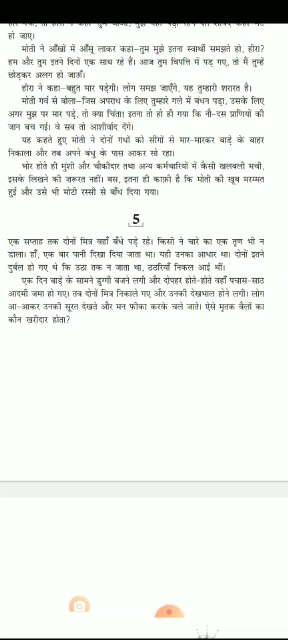 हो जाए।
मोती ने आँखों में आँसू लाकर कहा–तुम मुझे इतना स्वार्थी समझते हो, हीरा?
हम और तुम इतने दिनों एक साथ रहे हैं। आज तुम विपत्ति में पड़ गए, तो मैं तुम्हें
छोड़कर अलग हो जाऊँ।
हीरा ने कहा–बहुत मार पड़ेगी। लोग समझ जाएँगे, यह तुम्हारी शरारत है।
मोती गर्व से बोला–जिस अपराध के लिए तुम्हारे गले में बंधन पड़ा, उसके लिए
अगर मुझ पर मार पड़े, तो क्या चिंता! इतना तो हो ही गया कि नौ-दस प्राणियों की
जान बच गई। वे सब तो आशीर्वाद देंगे।
यह कहते हुए मोती ने दोनों गधों को सींगों से मार-मारकर बाड़े के बाहर
निकाला और तब अपने बंधु के पास आकर सो रहा।
भोर होते ही मुंशी और चौकीदार तथा अन्य कर्मचारियों में कैसी खलबली मची,
इसके लिखने की ज़रूरत नहीं। बस, इतना ही काफ़ी है कि मोती की खूब मरम्मत
हुई और उसे भी मोटी रस्सी से बाँध दिया गया।
5
एक सप्ताह तक दोनों मित्र वहाँ बँधे पड़े रहे। किसी ने चारे का एक तृण भी न
डाला। हाँ, एक बार पानी दिखा दिया जाता था। यही उनका आधार था। दोनों इतने
दुर्बल हो गए थे कि उठा तक न जाता था, ठठरियाँ निकल आई थीं।
एक दिन बाड़े के सामने डुग्गी बजने लगी और दोपहर होते-होते वहाँ पचास-साठ
आदमी जमा हो गए। तब दोनों मित्र निकाले गए और उनकी देखभाल होने लगी। लोग
आ-आकर उनकी सूरत देखते और मन फीका करके चले जाते। ऐसे मृतक बैलों का
कौन खरीदार होता?